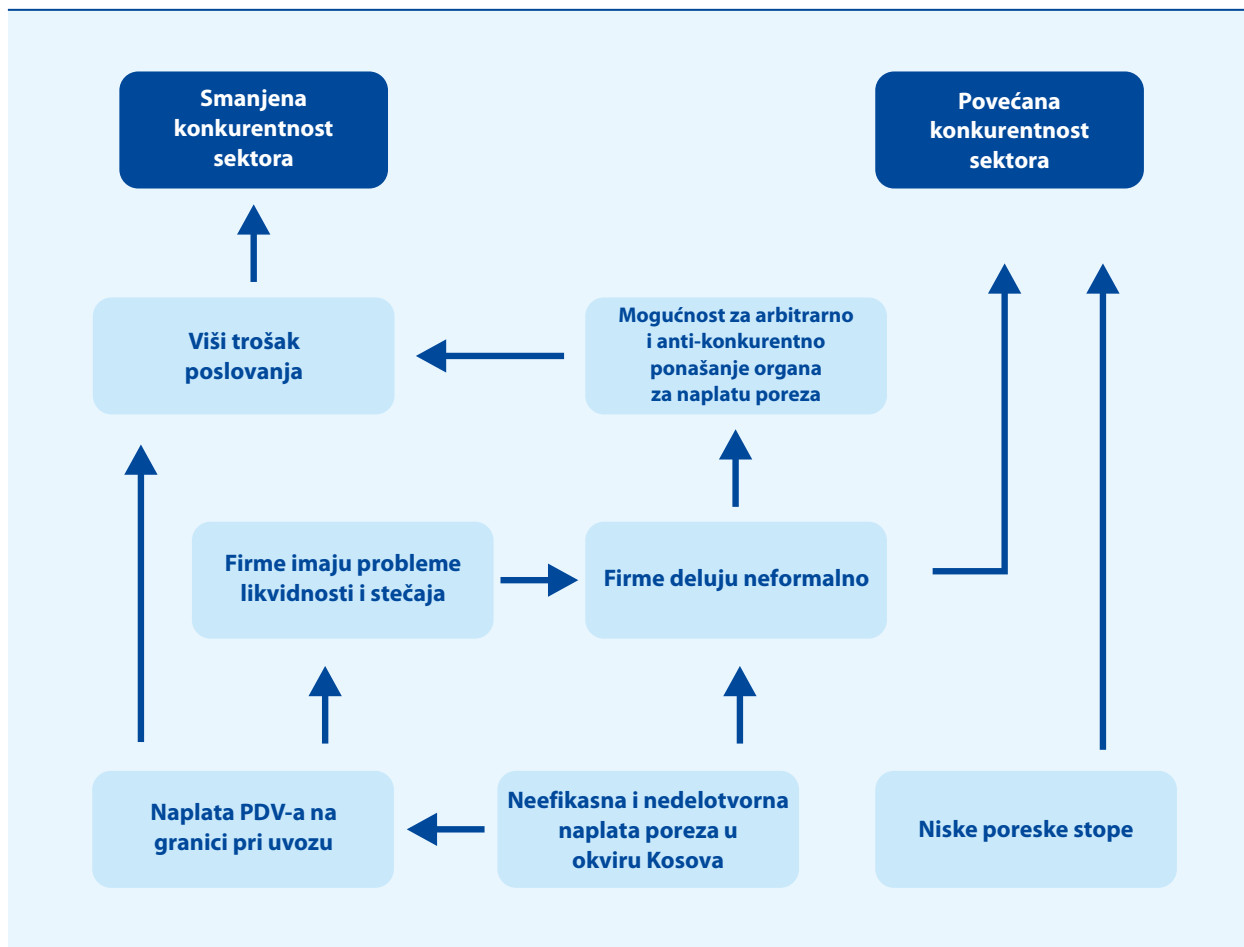 Smanjena
konkurentnost
sektora
Povećana
konkurentnost
sektora
Viši trošak
poslovanja
Mogućnost za arbitrarno
i anti-konkurentno
ponašanje organa
za naplatu poreza
Firme imaju probleme
likvidnosti i stečaja
Firme deluju neformalno
Naplata PDV-a na
granici pri uvozu
Neefikasna i nedelotvorna
naplata poreza u
okviru Kosova
Niske poreske stope